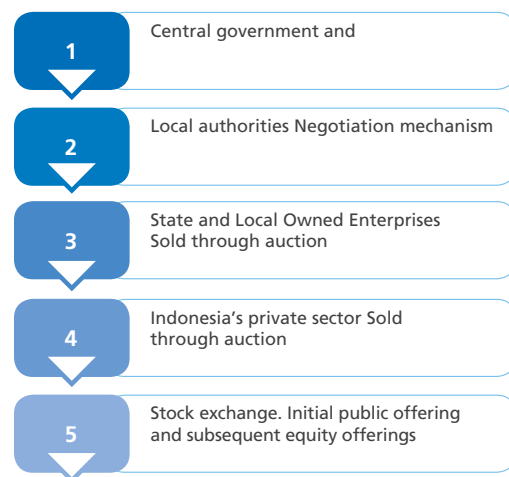 1
Central government and
2
Local authorities Negotiation mechanism
3
State and Local Owned Enterprises
Sold through auction
4
Indonesia's private sector Sold
through auction
5
Stock exchange. Initial public offering
and subsequent equity offerings